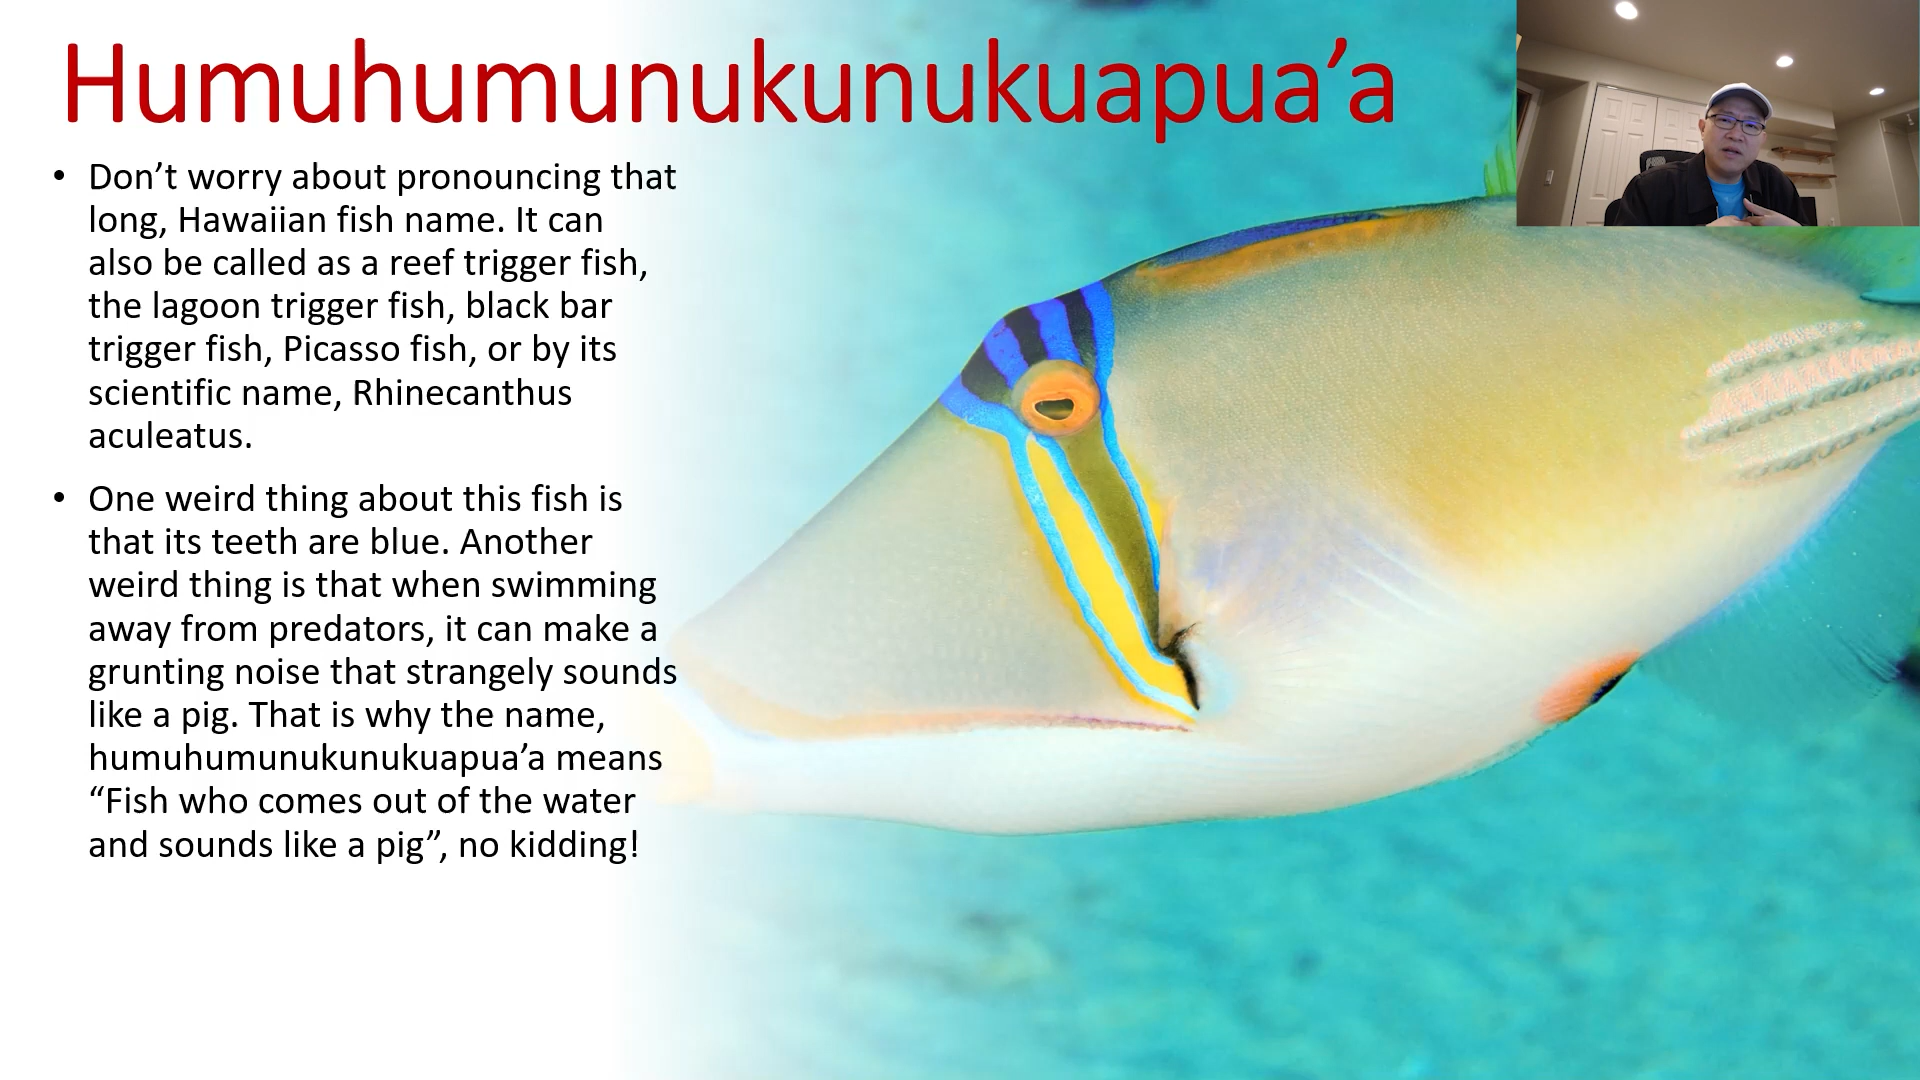 Humuhumunukunukuapua’a
• Don’t worry about pronouncing that
long, Hawaiian fish name. It can
also be called as a reef trigger fish,
the lagoon trigger fish, black bar
trigger fish, Picasso fish, or by its
scientific name, Rhinecanthus
aculeatus.
• One weird thing about this fish is
that its teeth are blue. Another
weird thing is that when swimming
away from predators, it can make a
grunting noise that strangely sounds
like a pig. That is why the name,
humuhumunukunukuapua’a means
“Fish who comes out of the water
and sounds like a pig”, no kidding!